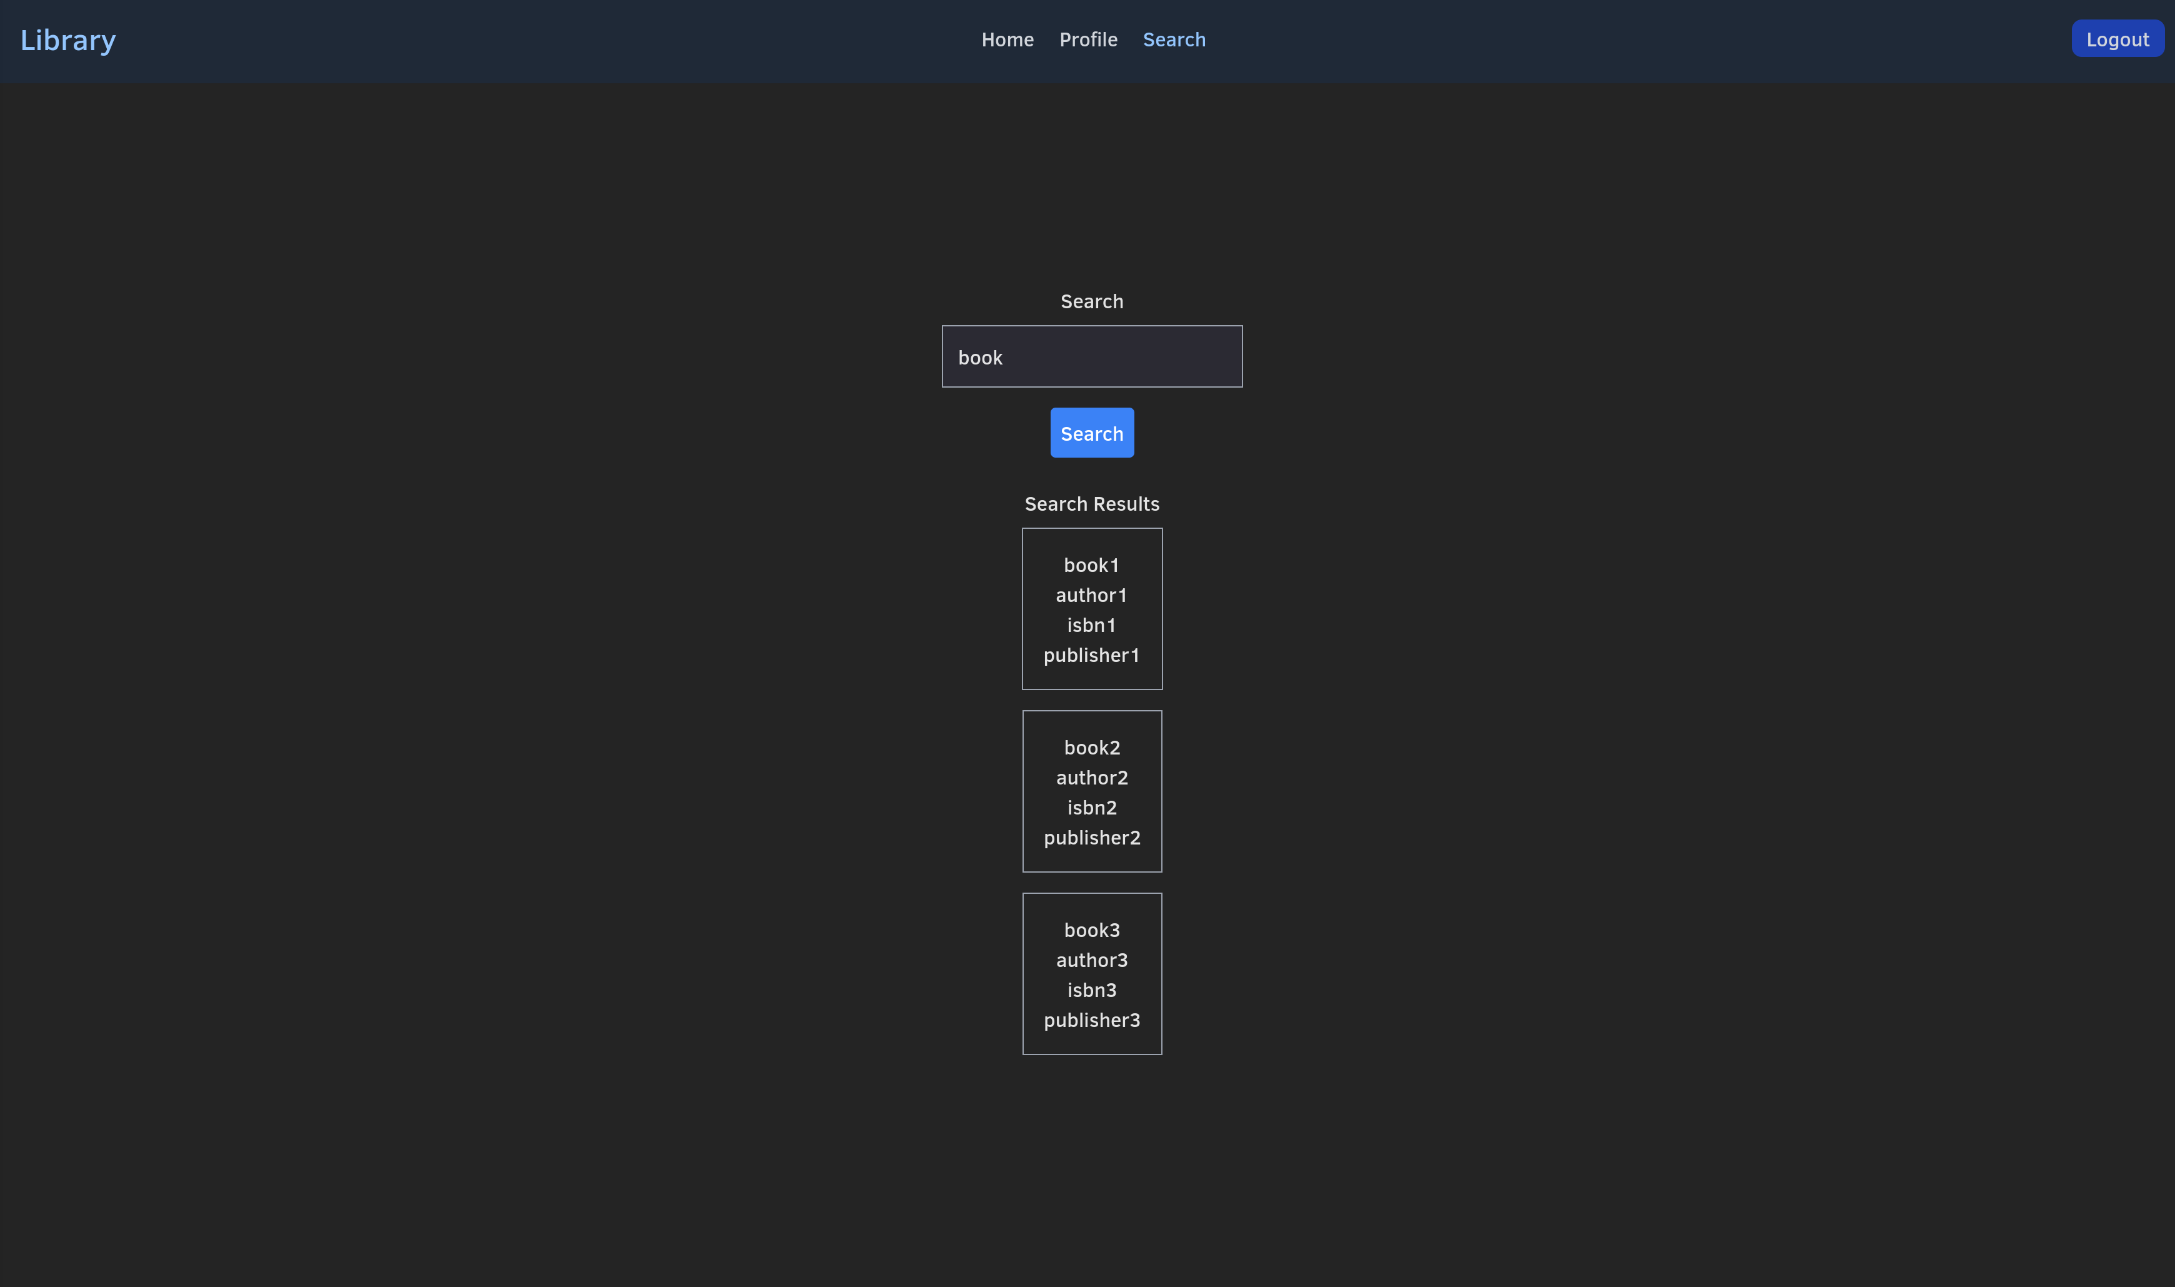 Library
Home Profile Search
Logout
Search
book
Search
Search Results
book1
author1
isbn1
publisher1
book2
author2
isbn2
publisher2
book3
author3
isbn3
publisher3